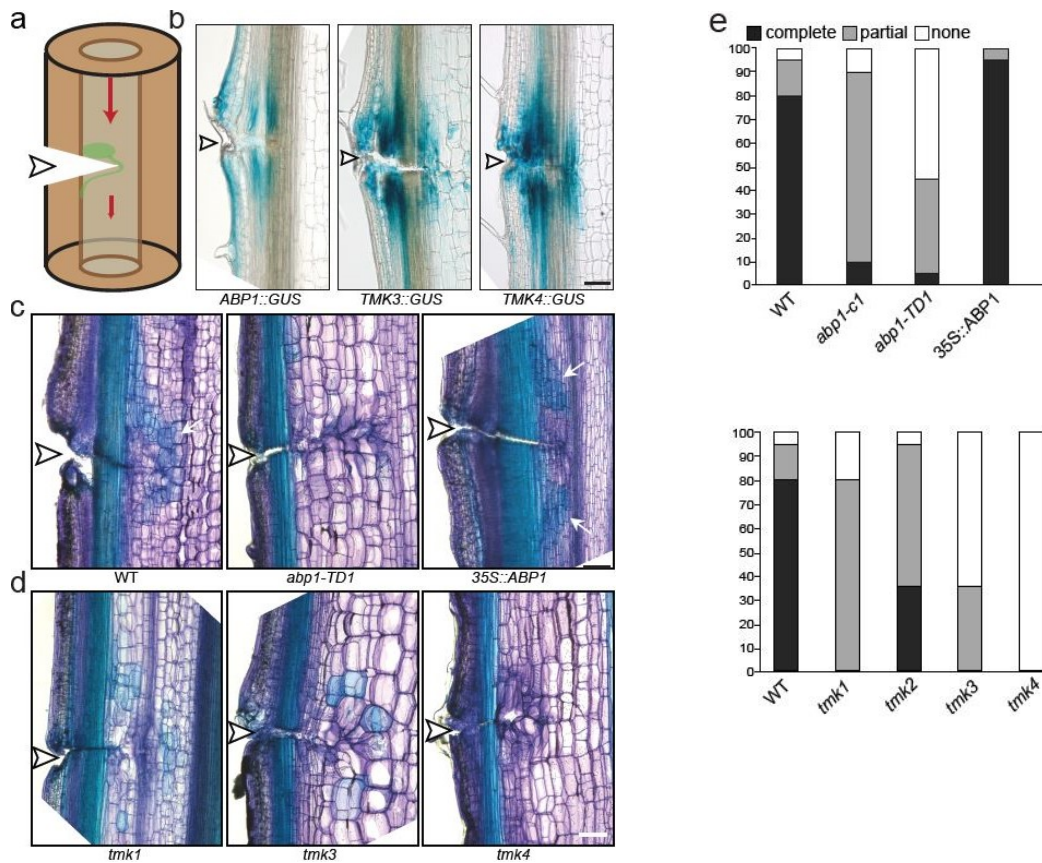 a
b
ABP1::GUS
TMK3::GUS
TMK4::GUS
c
WT
abp1-TD1
35S::ABP1
d
tmk1
tmk3
tmk4
e
complete partial none
100
90
80
70
60
50
40
30
20
10
0
WT
abp1-c1
abp1-TD1
35S::ABP1
100
90
80
70
60
50
40
30
20
10
0
WT
tmk1
tmk2
tmk3
tmk4